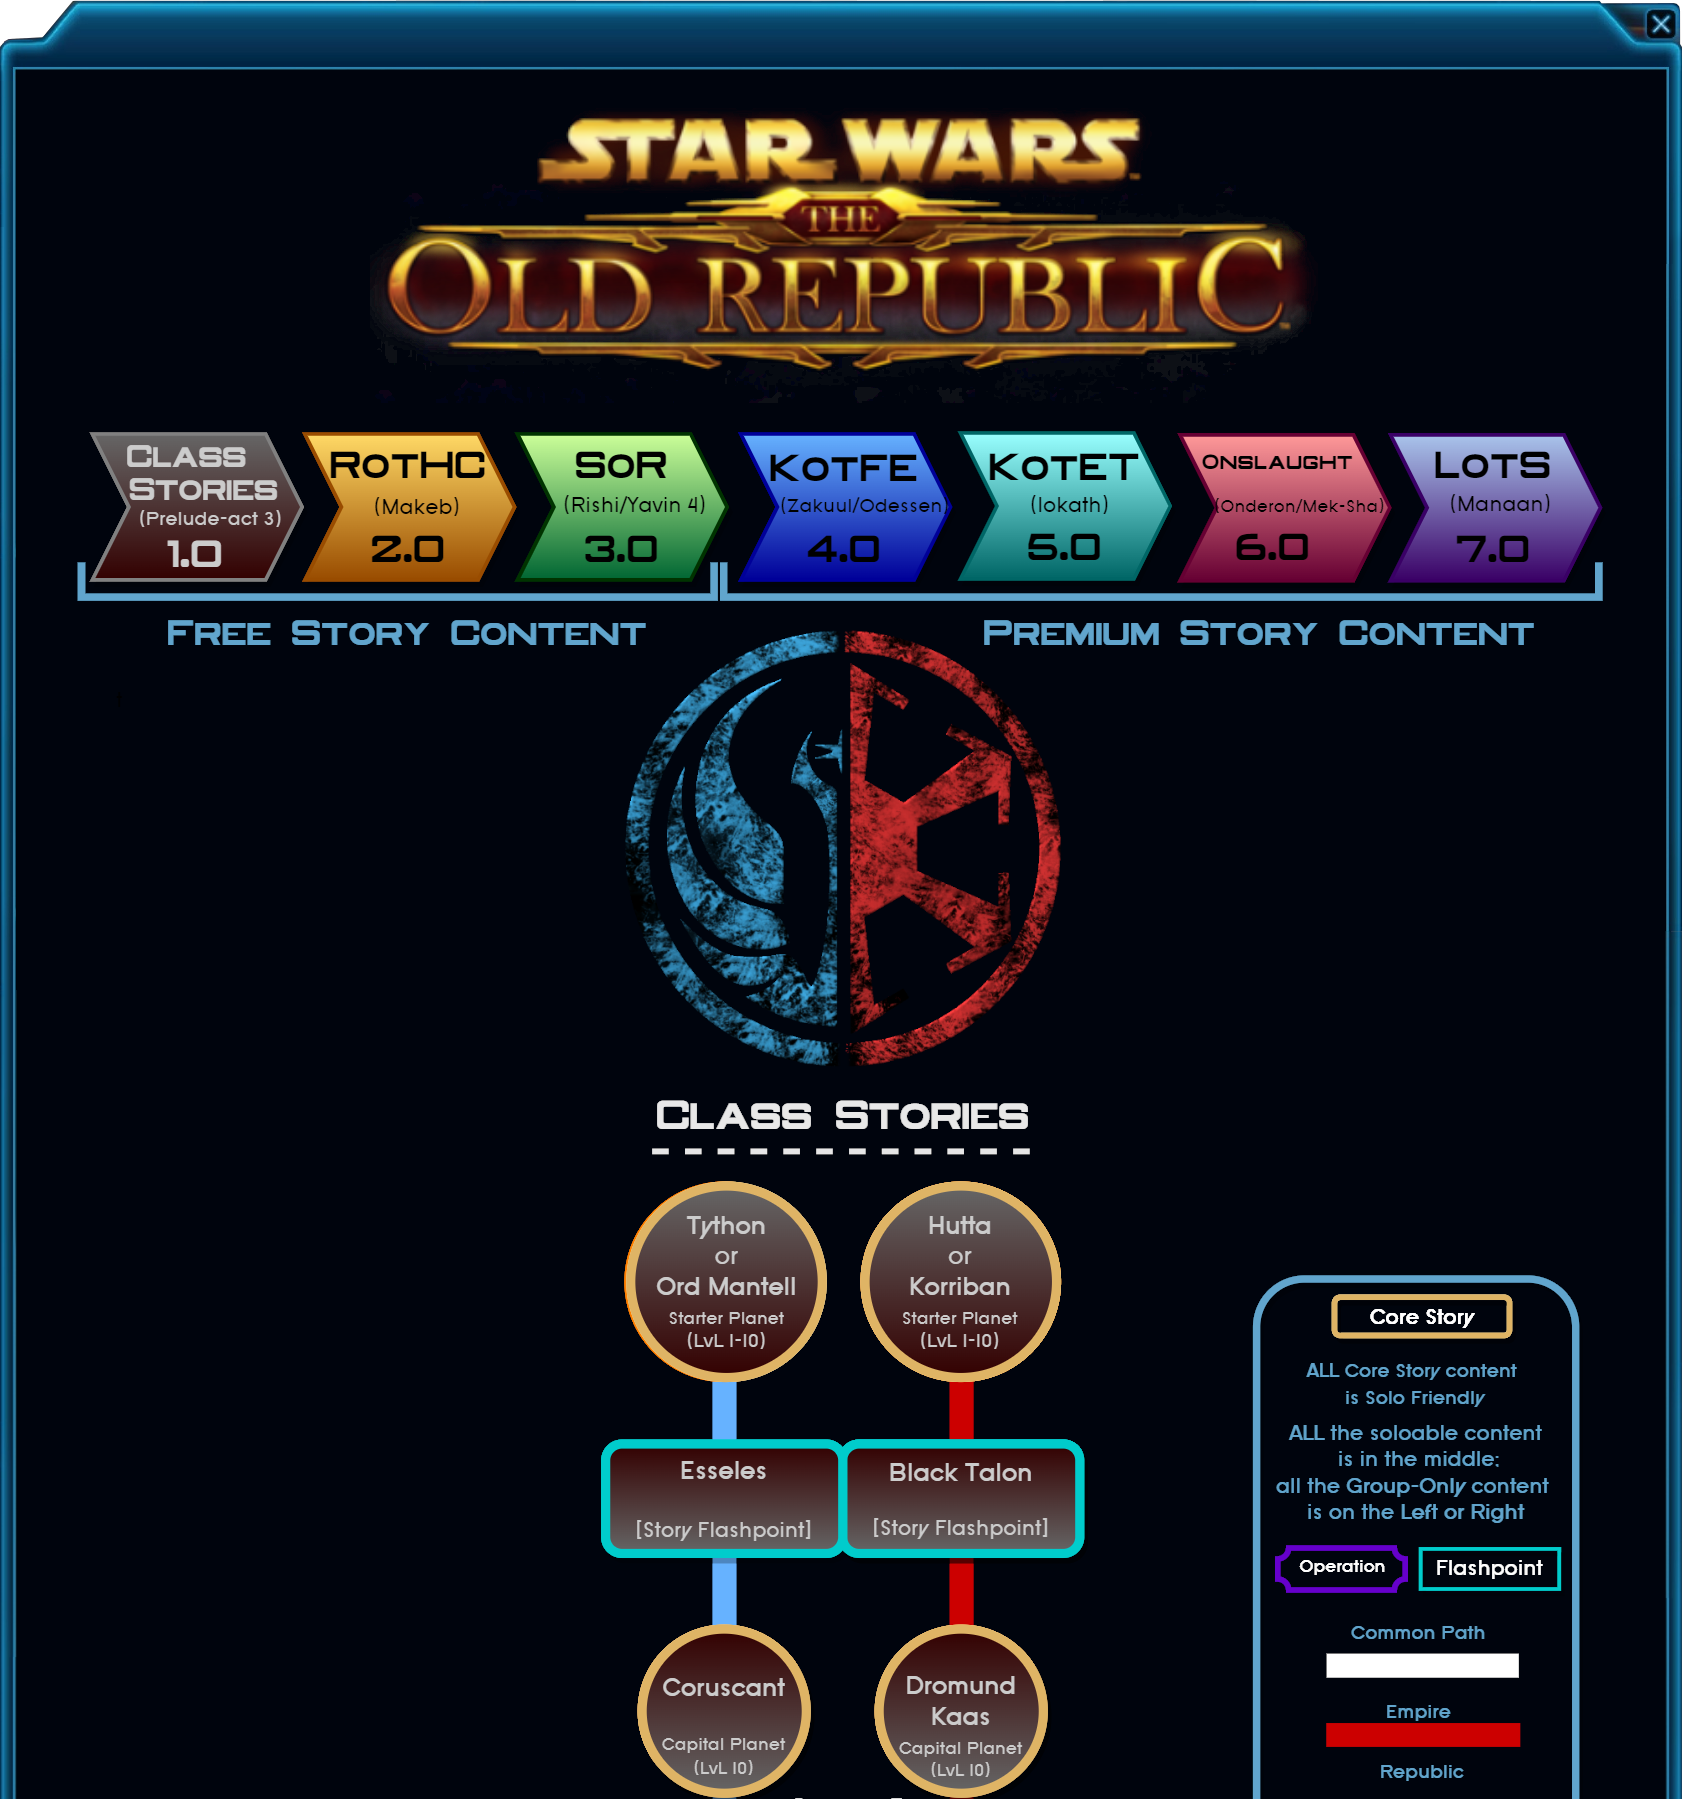 STAR WARS
THE
OLD REPUBLIC
CLASS
STORIES
(Prelude-act 3)
1.0
ROTHC
(Makeb)
2.0
SOR
(Rishi/Yavin 4)
3.0
KOTFE
(Zakuul/Odessen)
4.0
KOTET
(Iokath)
5.0
ONSLAUGHT
(Onderon/Mek-Sha)
6.0
LOTS
(Manaan)
7.0
FREE STORY CONTENT
PREMIUM STORY CONTENT
CLASS STORIES
Tython
or
Ord Mantell
Starter Planet
(LvL 1-10)
Hutta
or
Korriban
Starter Planet
(LvL 1-10)
Esseles
[Story Flashpoint]
Black Talon
[Story Flashpoint]
Coruscant
Capital Planet
(LvL 10)
Dromund
Kaas
Capital Planet
(LvL 10)
Core Story
ALL Core Story content
is Solo Friendly
ALL the soloable content
is in the middle;
all the Group-Only content
is on the Left or Right
Operation
Flashpoint
Common Path
Empire
Republic